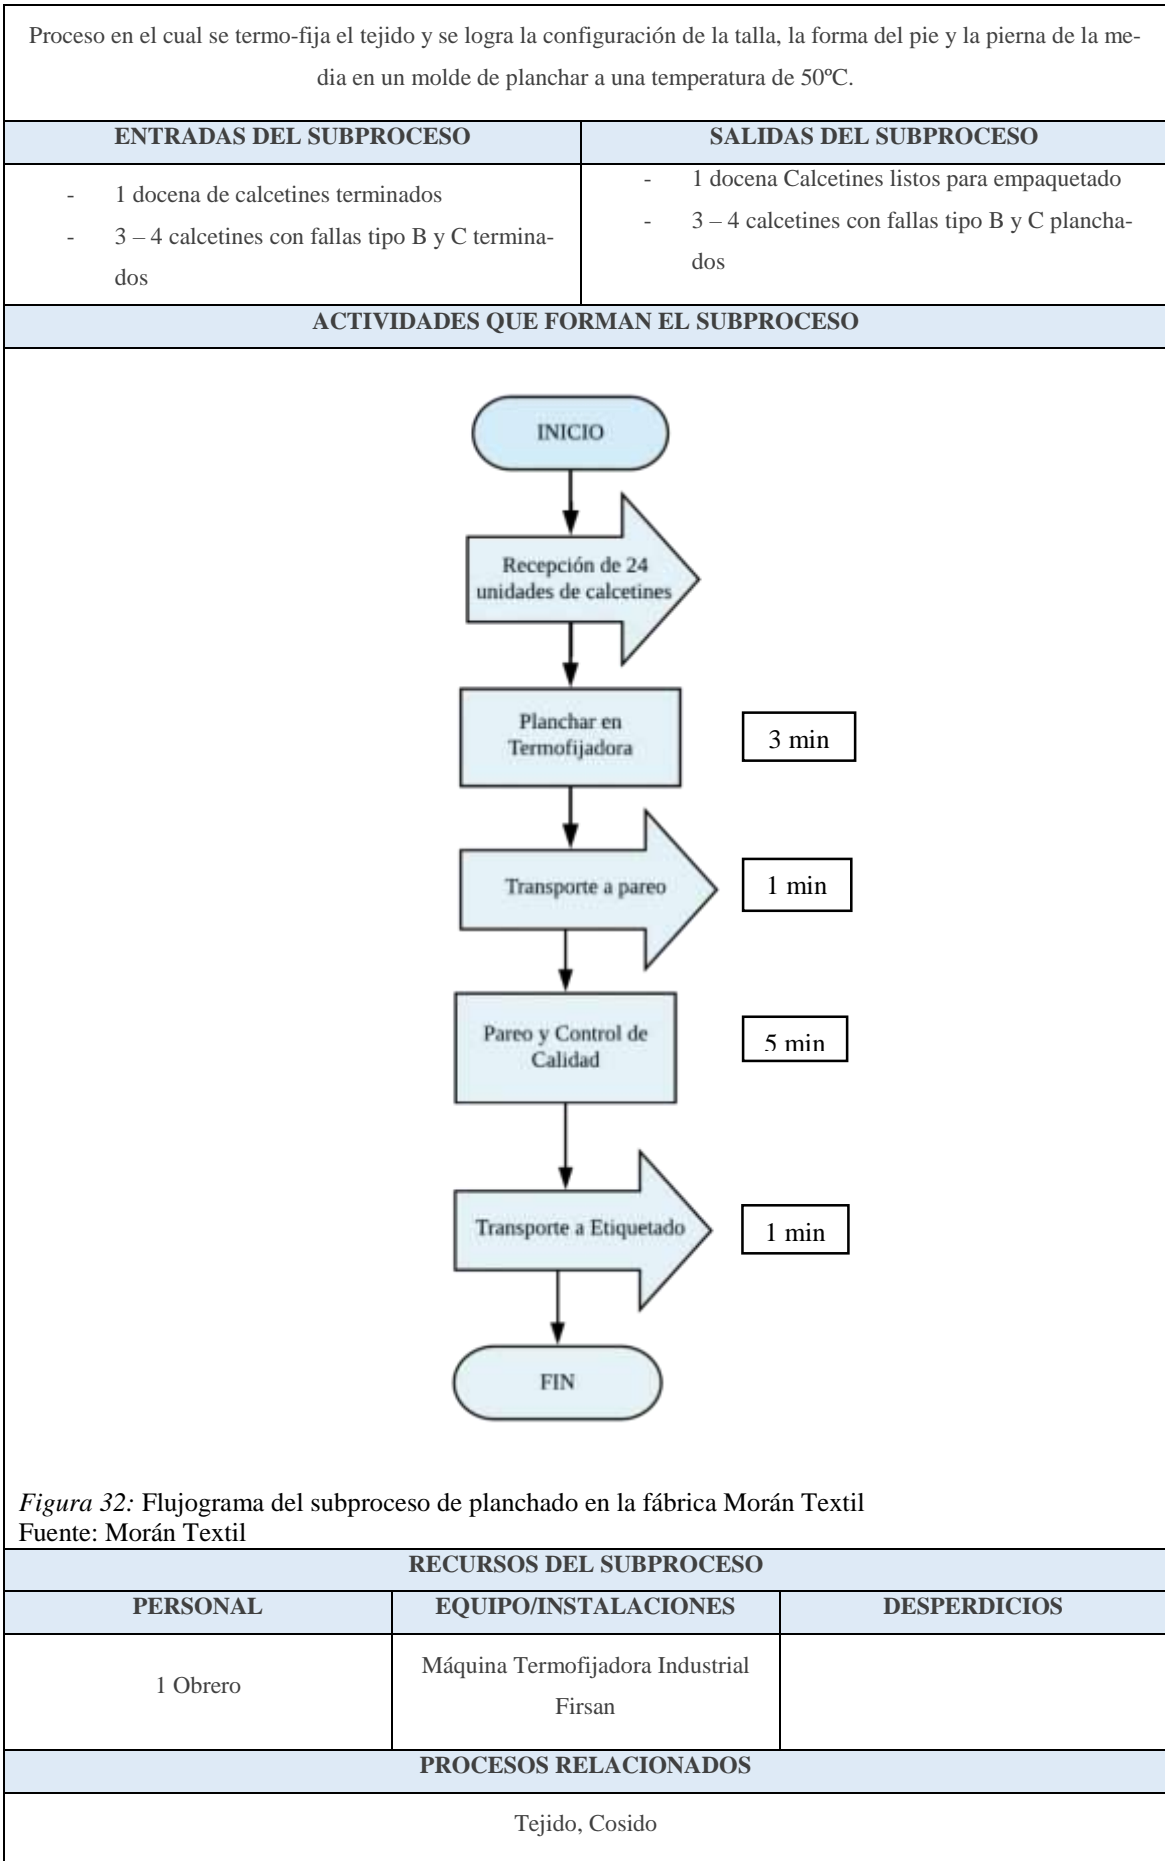 Proceso en el cual se termo-fija el tejido y se logra la configuración de la talla, la forma del pie y la pierna de la me-
dia en un molde de planchar a una temperatura de 50ºC.
ENTRADAS DEL SUBPROCESO
SALIDAS DEL SUBPROCESO
- 1 docena de calcetines terminados
- 3 – 4 calcetines con fallas tipo B y C termina-
dos
- 1 docena Calcetines listos para empaquetado
- 3 – 4 calcetines con fallas tipo B y C plancha-
dos
ACTIVIDADES QUE FORMAN EL SUBPROCESO
INICIO
Recepción de 24
unidades de calcetines
Planchar en
Termofijadora
3 min
Transporte a pareo
1 min
Pareo y Control de
Calidad
5 min
Transporte a Etiquetado
1 min
FIN
Figura 32: Flujograma del subproceso de planchado en la fábrica Morán Textil
Fuente: Morán Textil
RECURSOS DEL SUBPROCESO
PERSONAL
EQUIPO/INSTALACIONES
DESPERDICIOS
1 Obrero
Máquina Termofijadora Industrial
Firsan
PROCESOS RELACIONADOS
Tejido, Cosido